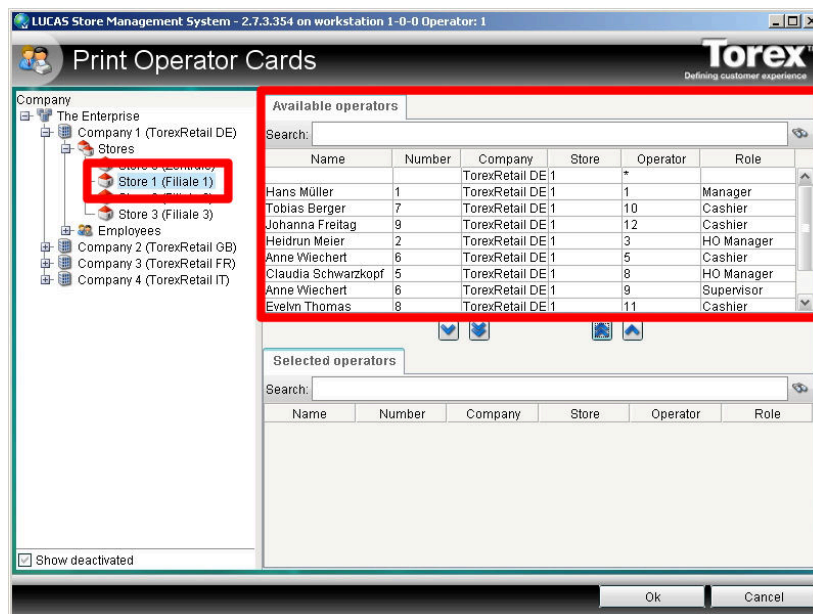 LUCAS Store Management System - 2.7.3.354 on workstation 1-0-0 Operator: 1
Print Operator Cards
Torex
Defining customer experience
Company
The Enterprise
Company 1 (TorexRetail DE)
Stores
Store 1 (Filiale 1)
Store 3 (Filiale 3)
Employees
Company 2 (TorexRetail GB)
Company 3 (TorexRetail FR)
Company 4 (TorexRetail IT)
Show deactivated
Available operators
Search:
Name Number Company Store Operator Role
TorexRetail DE 1 *
Hans Müller 1 TorexRetail DE 1 1 Manager
Tobias Berger 7 TorexRetail DE 1 10 Cashier
Johanna Freitag 9 TorexRetail DE 1 12 Cashier
Heidrun Meier 2 TorexRetail DE 1 3 HO Manager
Anne Wiechert 6 TorexRetail DE 1 5 Cashier
Claudia Schwarzkopf 5 TorexRetail DE 1 8 HO Manager
Anne Wiechert 6 TorexRetail DE 1 9 Supervisor
Evelyn Thomas 8 TorexRetail DE 1 11 Cashier
Selected operators
Search:
Name Number Company Store Operator Role
Ok Cancel